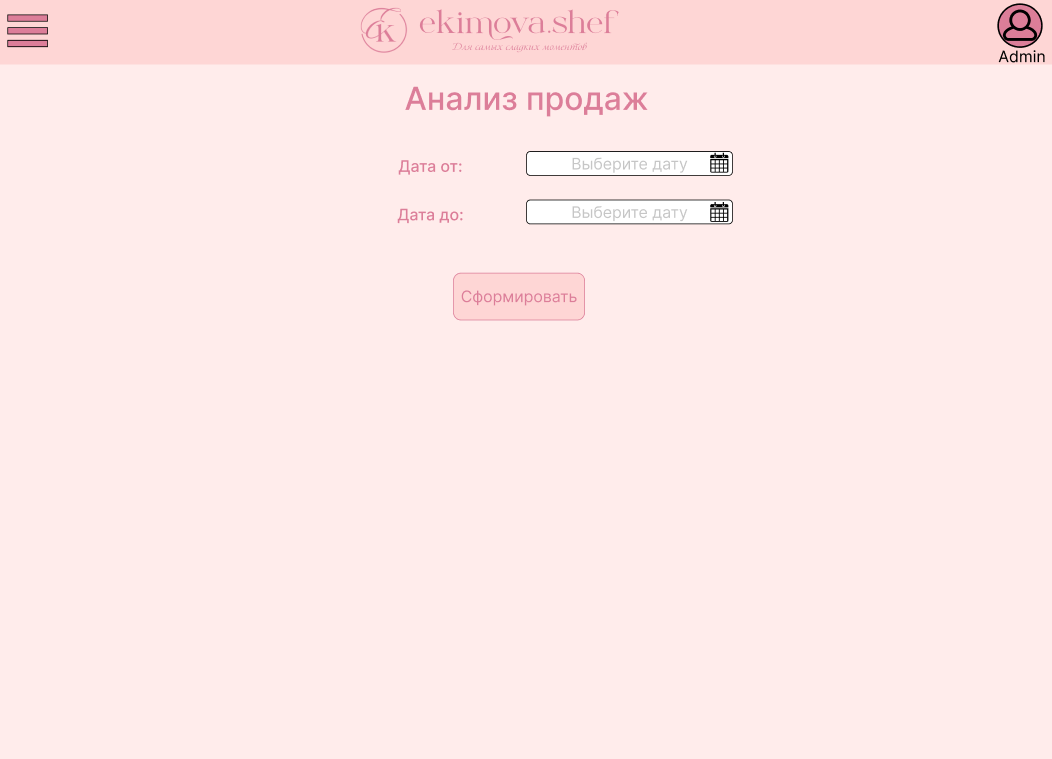 ekimova.shef
Для самых сладких моментов
Admin
Анализ продаж
Дата от:
Выберите дату
Дата до:
Выберите дату
Сформировать